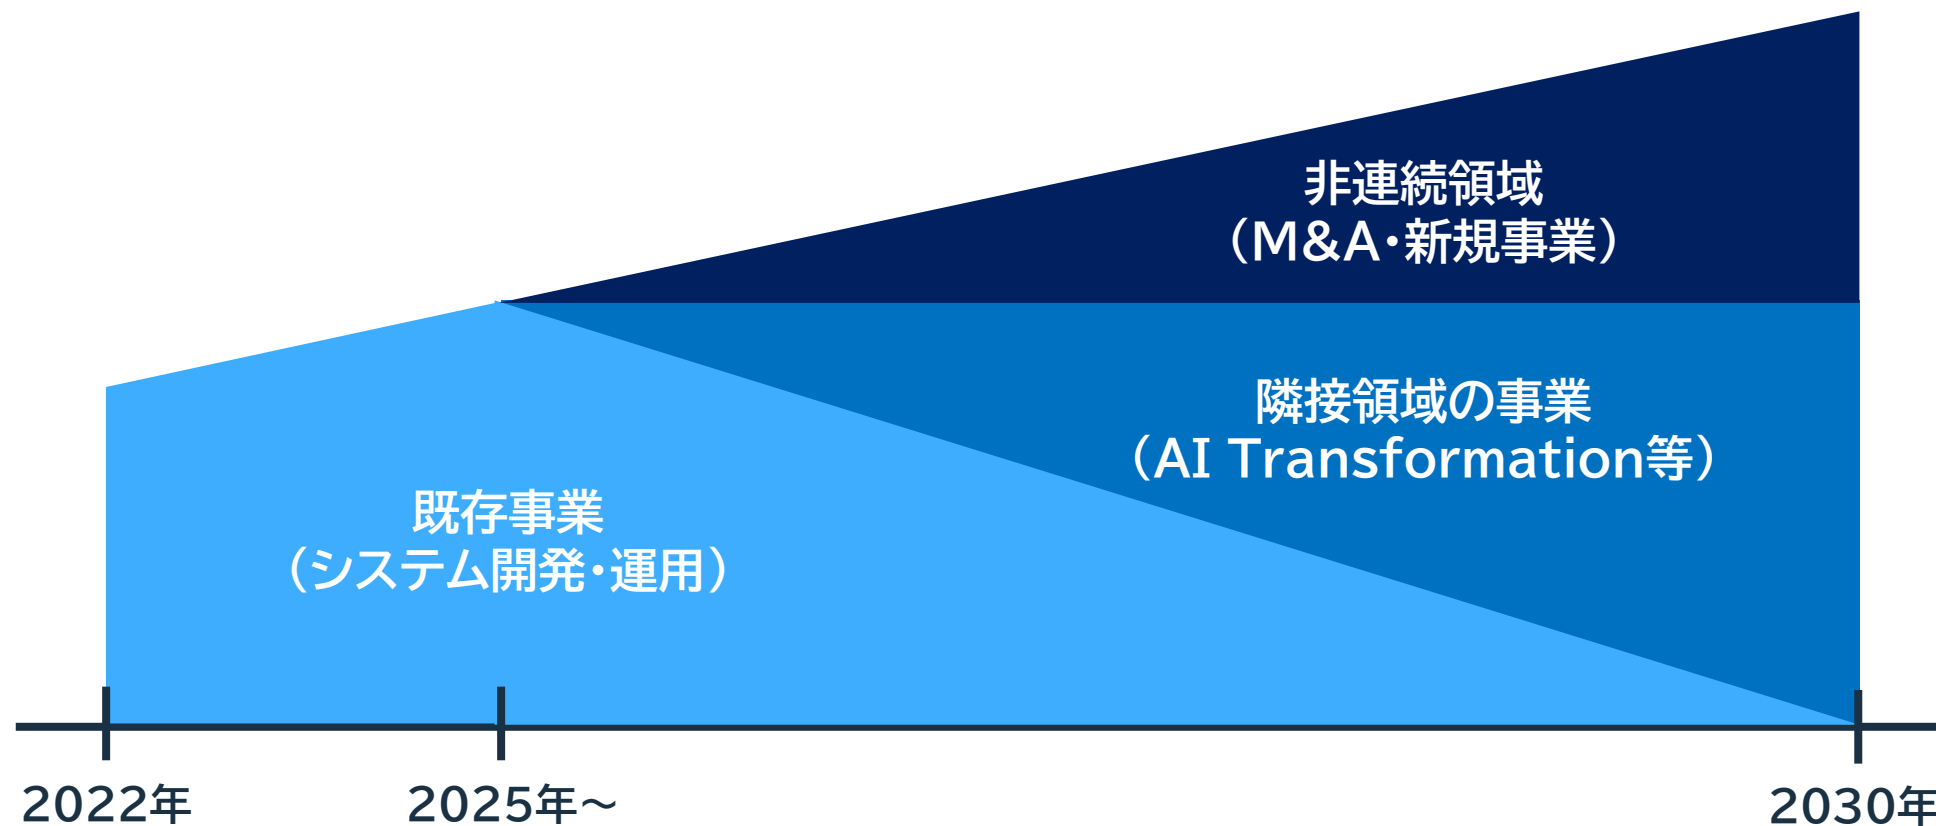 非連続領域
（M&A・新規事業）
隣接領域の事業
（AI Transformation等）
既存事業
（システム開発・運用）
2022年
2025年～
2030年